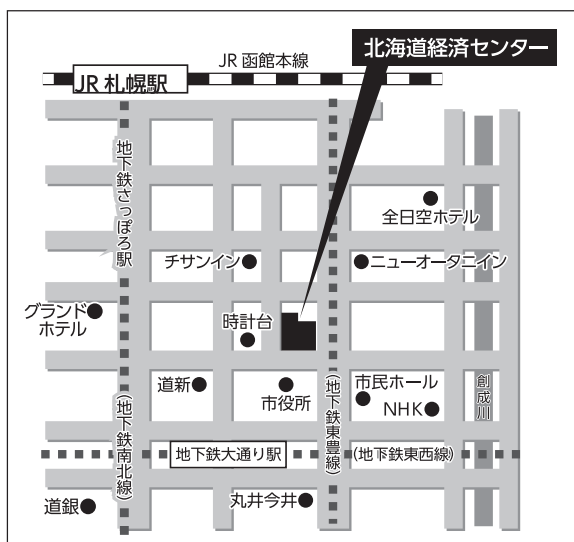 北海道経済センター
JR 函館本線
JR 札幌駅
地下鉄さっぽろ駅
全日空ホテル
チサンイン
ニューオータニイン
グランド
ホテル
時計台
道新
市役所
市民ホール
NHK
創成川
(地下鉄南北線)
(地下鉄東豊線)
地下鉄大通り駅
(地下鉄東西線)
道銀
丸井今井